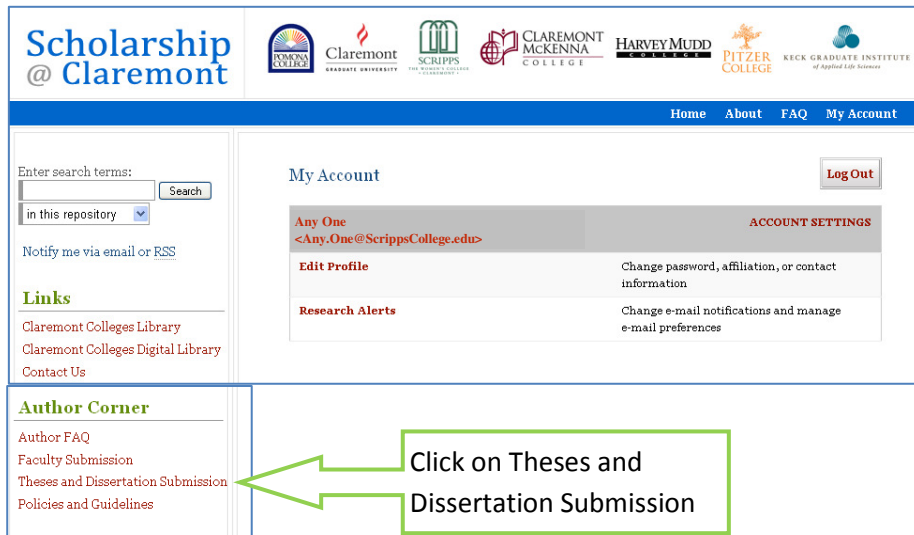 Scholarship
@ Claremont
POMONA
COLLEGE
Claremont
GRADUATE UNIVERSITY
SCRIPPS
THE WOMEN'S COLLEGE
• CLAREMONT •
CLAREMONT
MCKENNA
COLLEGE
HARVEY MUDD
COLLEGE
PITZER
COLLEGE
KECK GRADUATE INSTITUTE
of Applied Life Sciences
Home About FAQ My Account
Enter search terms:
Search
in this repository
Notify me via email or RSS
Links
Claremont Colleges Library
Claremont Colleges Digital Library
Contact Us
My Account
Log Out
Any One
<Any.One@ScrippsCollege.edu>
ACCOUNT SETTINGS
Edit Profile
Change password, affiliation, or contact
information
Research Alerts
Change e-mail notifications and manage
e-mail preferences
Author Corner
Author FAQ
Faculty Submission
Theses and Dissertation Submission
Policies and Guidelines
Click on Theses and
Dissertation Submission